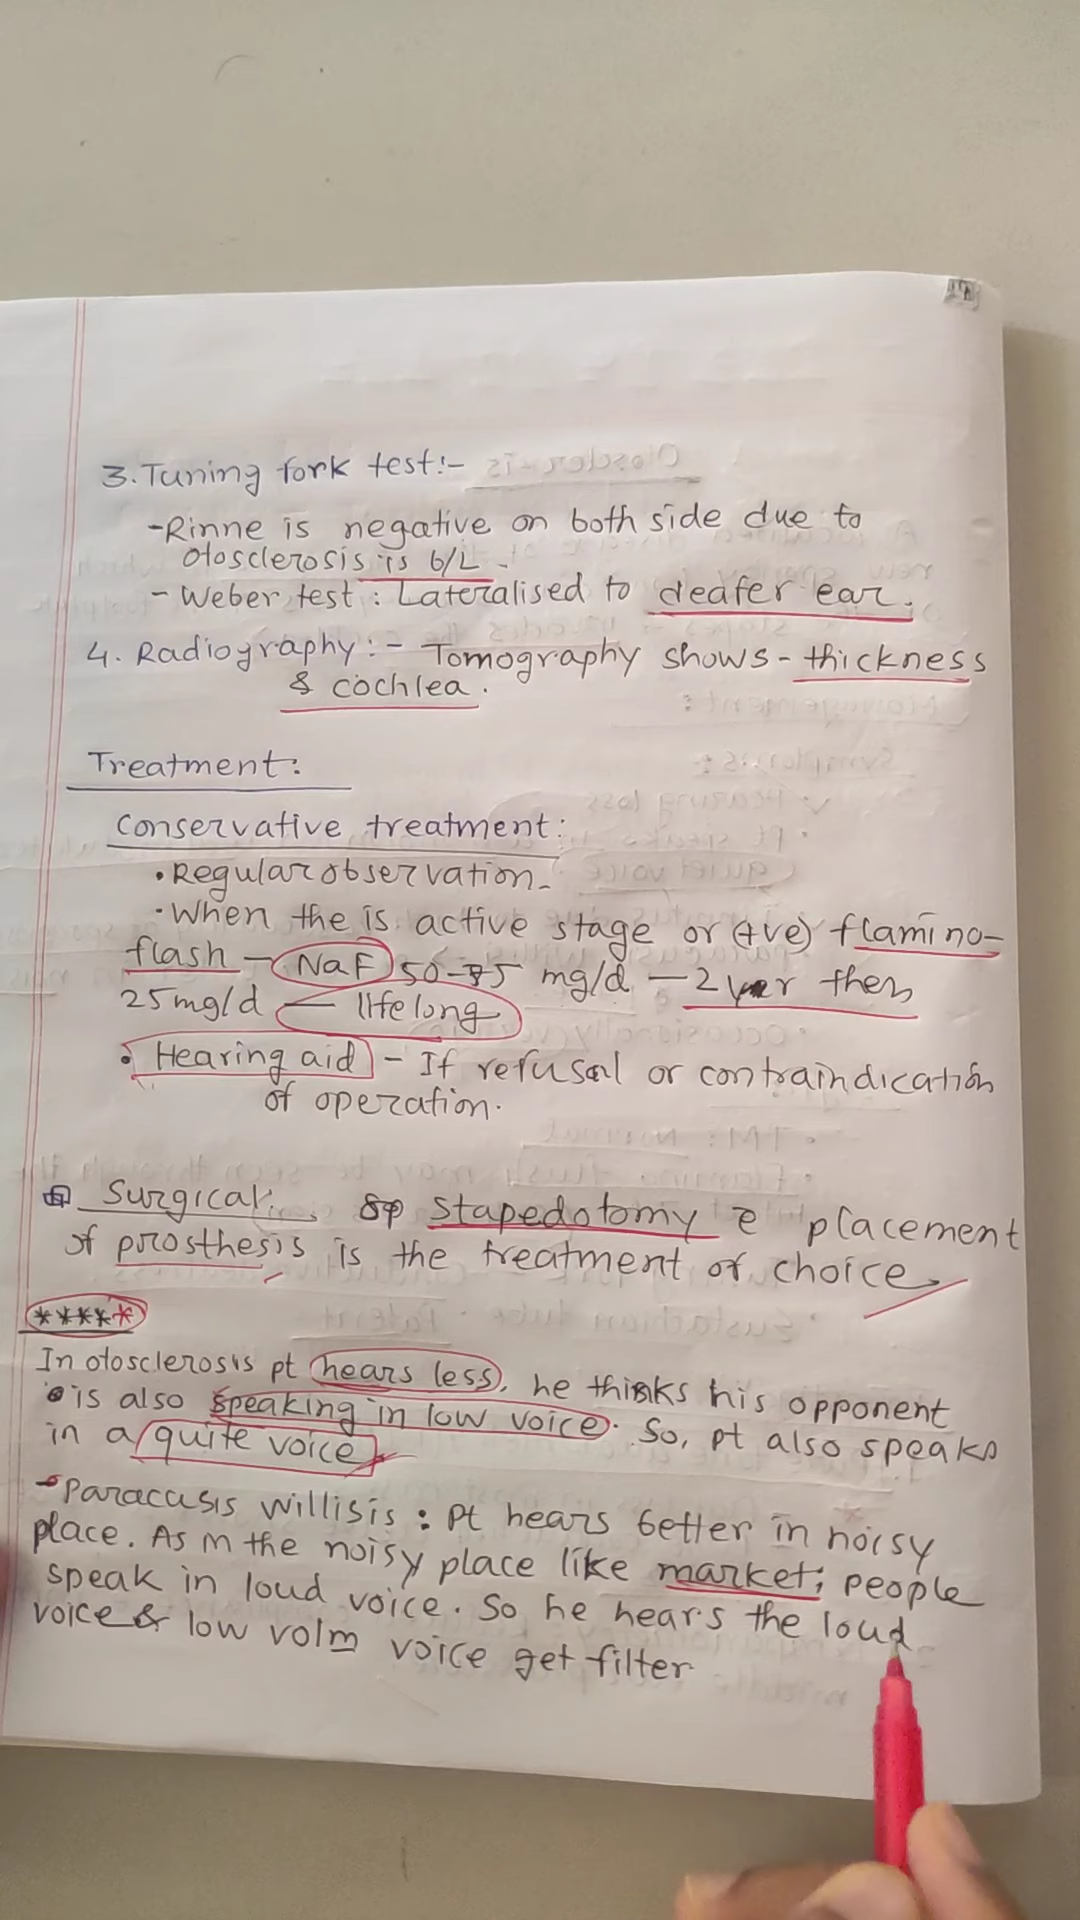 3. Tuning fork test:-
-Rinne is negative on both side due to
otosclerosis is b/L -
- Weber test : Lateralised to deafer ear.
4. Radiography:- Tomography shows - thickness
& cochlea.
Treatment:
Conservative treatment:
• Regular observation.
• When the is active stage or (+ve) flamino-
flash - NaF 50-75 mg/d - 2 yer then
25mg/d - lifelong
• Hearing aid - If refusal or contraindication
of operation.
Surgical: Stapedotomy c̄ placement
of prosthesis is the treatment of choice
*****
In otosclerosis pt hears less, he thinks his opponent
is also speaking in low voice. So, pt also speaks
in a quite voice
- Paracusis willisis : Pt hears better in noisy
place. As in the noisy place like market; people
speak in loud voice. So he hears the loud
voice & low volm voice get filter